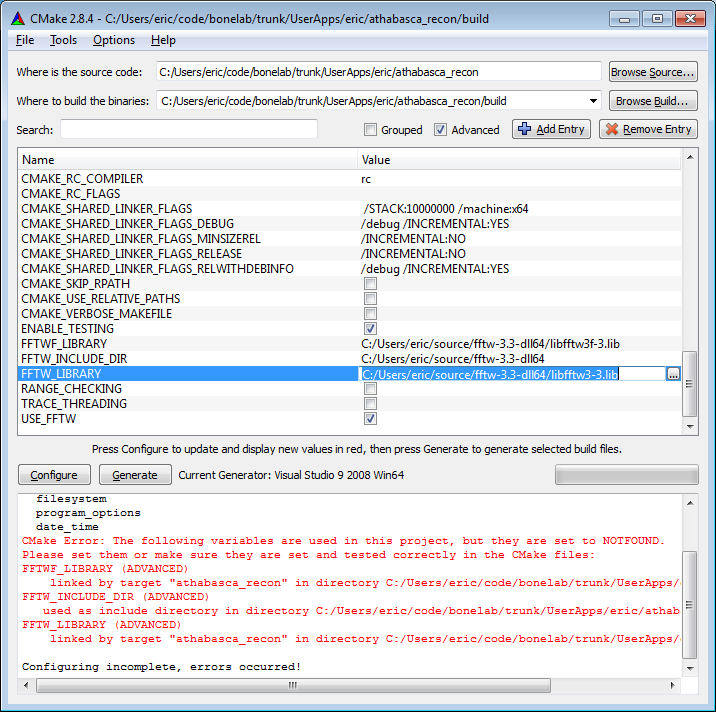 CMake 2.8.4 - C:/Users/eric/code/bonelab/trunk/UserApps/eric/athabasca_recon/build
File Tools Options Help
Where is the source code: C:/Users/eric/code/bonelab/trunk/UserApps/eric/athabasca_recon Browse Source...
Where to build the binaries: C:/Users/eric/code/bonelab/trunk/UserApps/eric/athabasca_recon/build Browse Build...
Search: Grouped Advanced Add Entry Remove Entry
Name Value
CMAKE_RC_COMPILER rc
CMAKE_RC_FLAGS
CMAKE_SHARED_LINKER_FLAGS /STACK:10000000 /machine:x64
CMAKE_SHARED_LINKER_FLAGS_DEBUG /debug /INCREMENTAL:YES
CMAKE_SHARED_LINKER_FLAGS_MINSIZEREL /INCREMENTAL:NO
CMAKE_SHARED_LINKER_FLAGS_RELEASE /INCREMENTAL:NO
CMAKE_SHARED_LINKER_FLAGS_RELWITHDEBINFO /debug /INCREMENTAL:YES
CMAKE_SKIP_RPATH
CMAKE_USE_RELATIVE_PATHS
CMAKE_VERBOSE_MAKEFILE
ENABLE_TESTING
FFTWF_LIBRARY C:/Users/eric/source/fftw-3.3-dll64/libfftw3f-3.lib
FFTW_INCLUDE_DIR C:/Users/eric/source/fftw-3.3-dll64
FFTW_LIBRARY C:/Users/eric/source/fftw-3.3-dll64/libfftw3-3.lib ...
RANGE_CHECKING
TRACE_THREADING
USE_FFTW
Press Configure to update and display new values in red, then press Generate to generate selected build files.
Configure Generate Current Generator: Visual Studio 9 2008 Win64
filesystem
program_options
date_time
CMake Error: The following variables are used in this project, but they are set to NOTFOUND.
Please set them or make sure they are set and tested correctly in the CMake files:
FFTWF_LIBRARY (ADVANCED)
linked by target "athabasca_recon" in directory C:/Users/eric/code/bonelab/trunk/UserApps/
FFTW_INCLUDE_DIR (ADVANCED)
used as include directory in directory C:/Users/eric/code/bonelab/trunk/UserApps/eric/athab
FFTW_LIBRARY (ADVANCED)
linked by target "athabasca_recon" in directory C:/Users/eric/code/bonelab/trunk/UserApps/
Configuring incomplete, errors occurred!